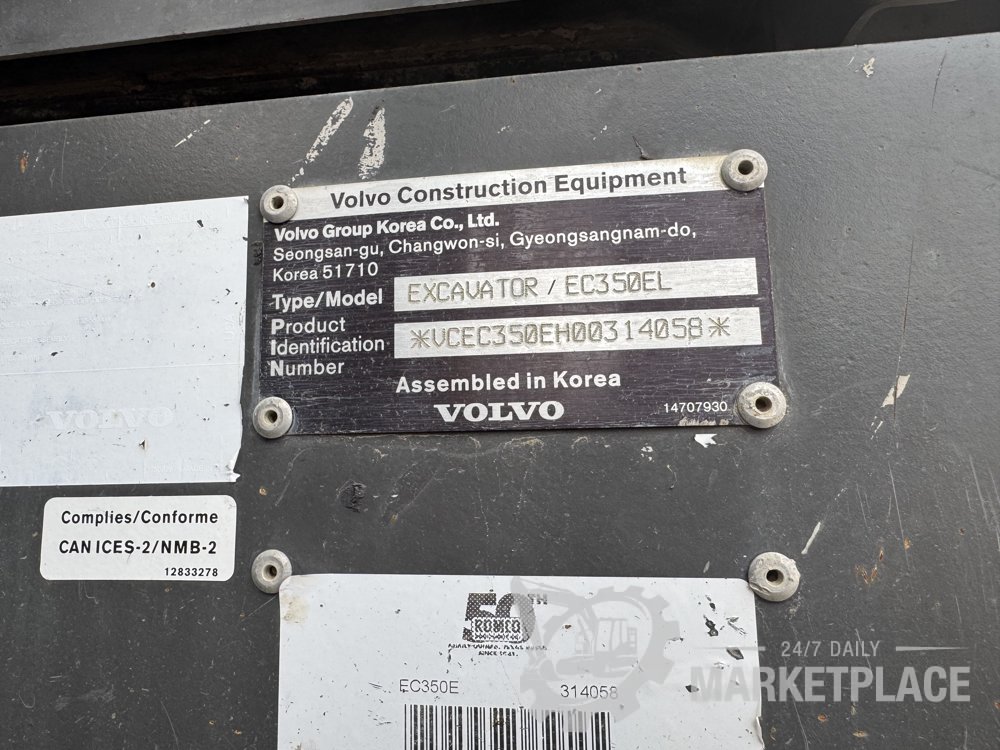 Volvo Construction Equipment
Volvo Group Korea Co., Ltd.
Seongsan-gu, Changwon-si, Gyeongsangnam-do,
Korea 51710
Type/Model EXCAVATOR / EC350EL
Product
Identification
Number
*VCEC350EH00314058*
Assembled in Korea
VOLVO
14707930
VOLVO
Complies/Conforme
CAN ICES-2/NMB-2
12833278
50TH
ROMCO
EC350E 314058
24/7 DAILY
MARKETPLACE